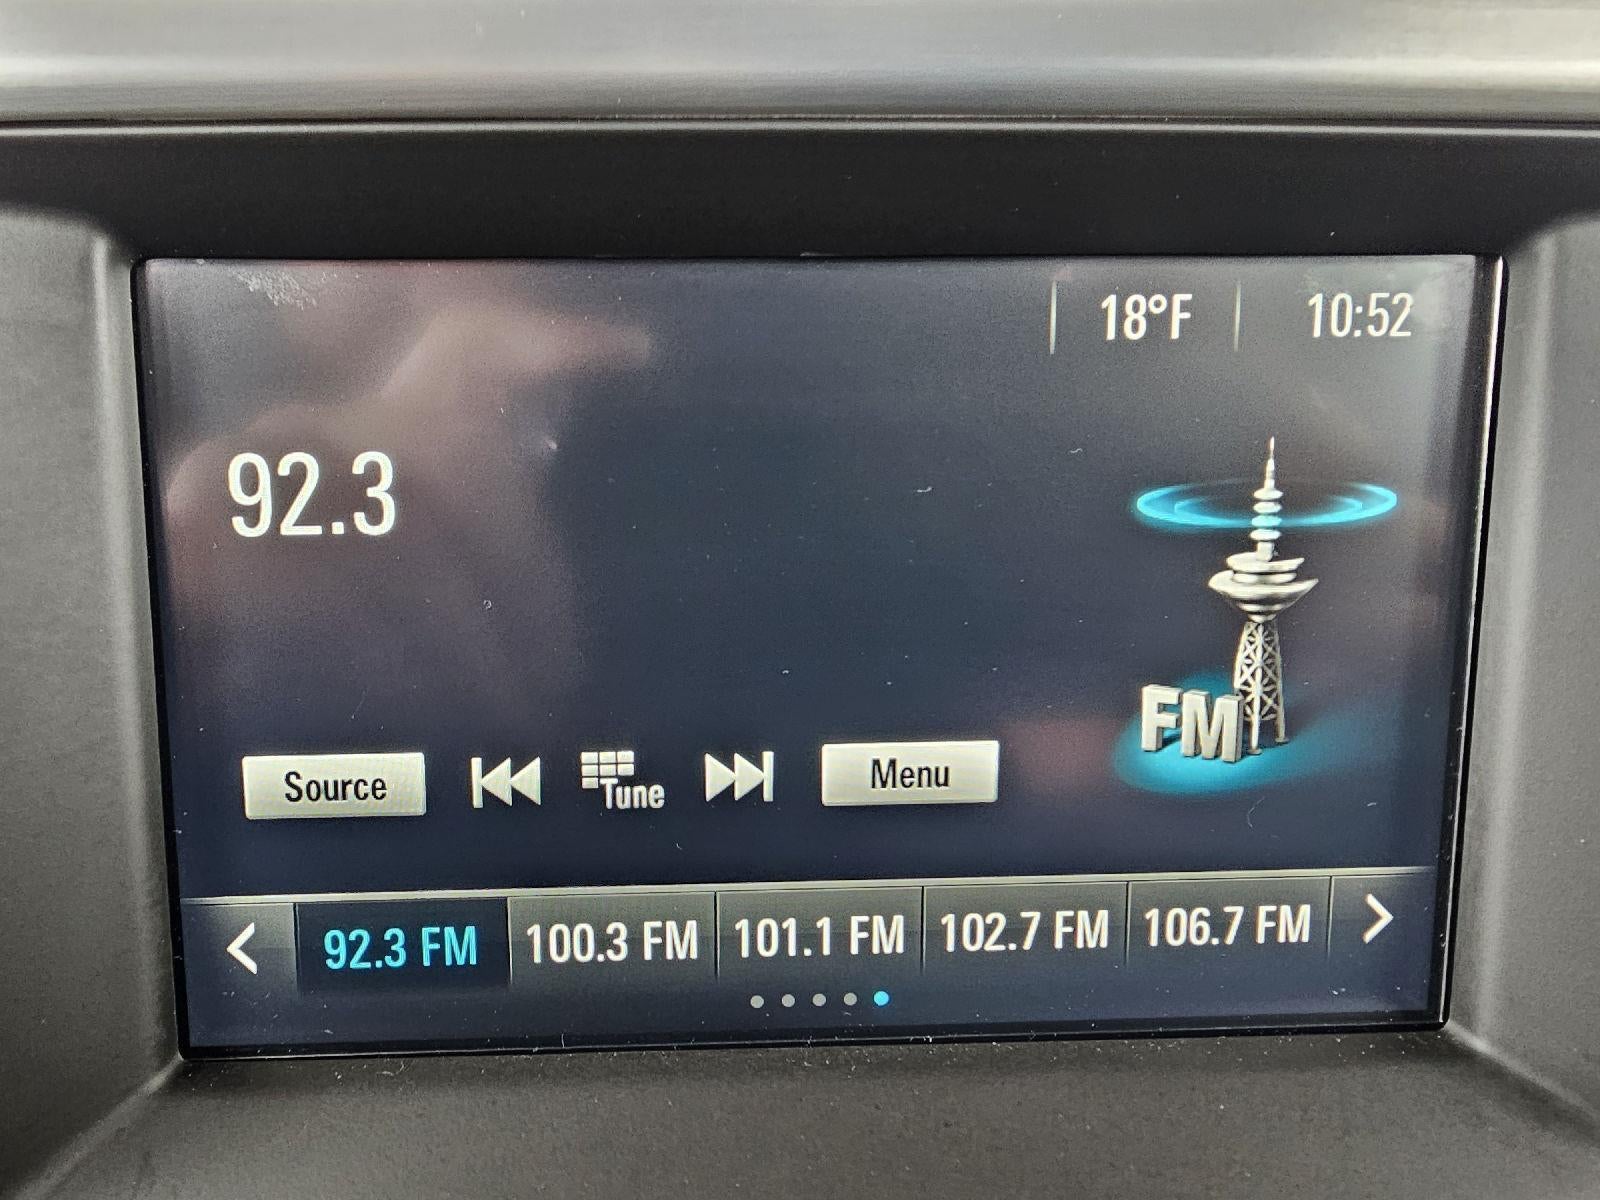 18°F 10:52
92.3
FM
Source Tune Menu
92.3 FM 100.3 FM 101.1 FM 102.7 FM 106.7 FM